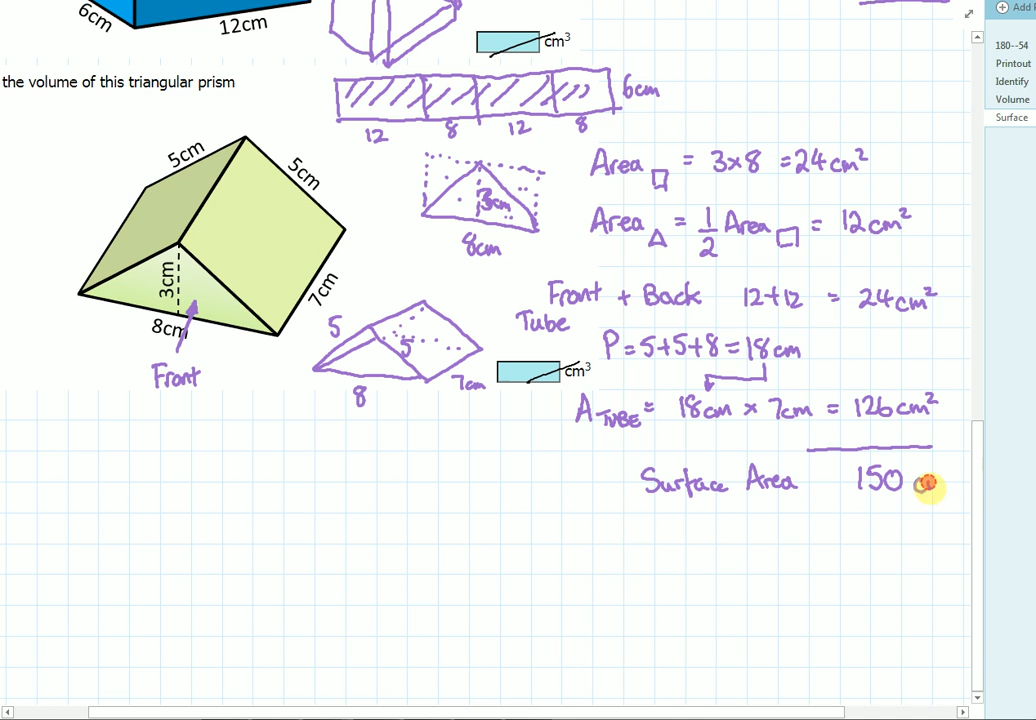 Add P
6cm
12cm
cm³
180--54
Printout
Identify
Volume
Surface
the volume of this triangular prism
6cm
12 8 12 8
5cm
5cm
3cm
8cm
7cm
Front
3cm
8cm
Area □ = 3×8 = 24cm²
Area △ = 1/2 Area □ = 12cm²
Front + Back 12+12 = 24cm²
Tube
P = 5+5+8 = 18cm
5
5
8
7cm
cm³
A TUBE = 18cm × 7cm = 126cm²
Surface Area 150 c